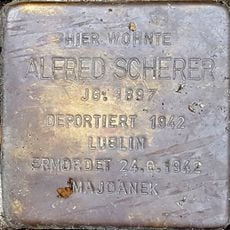 HIER WOHNTE
ALFRED SCHERER
JG. 1897
DEPORTIERT 1942
LUBLIN
ERMORDET 24.6.1942
MAJDANEK